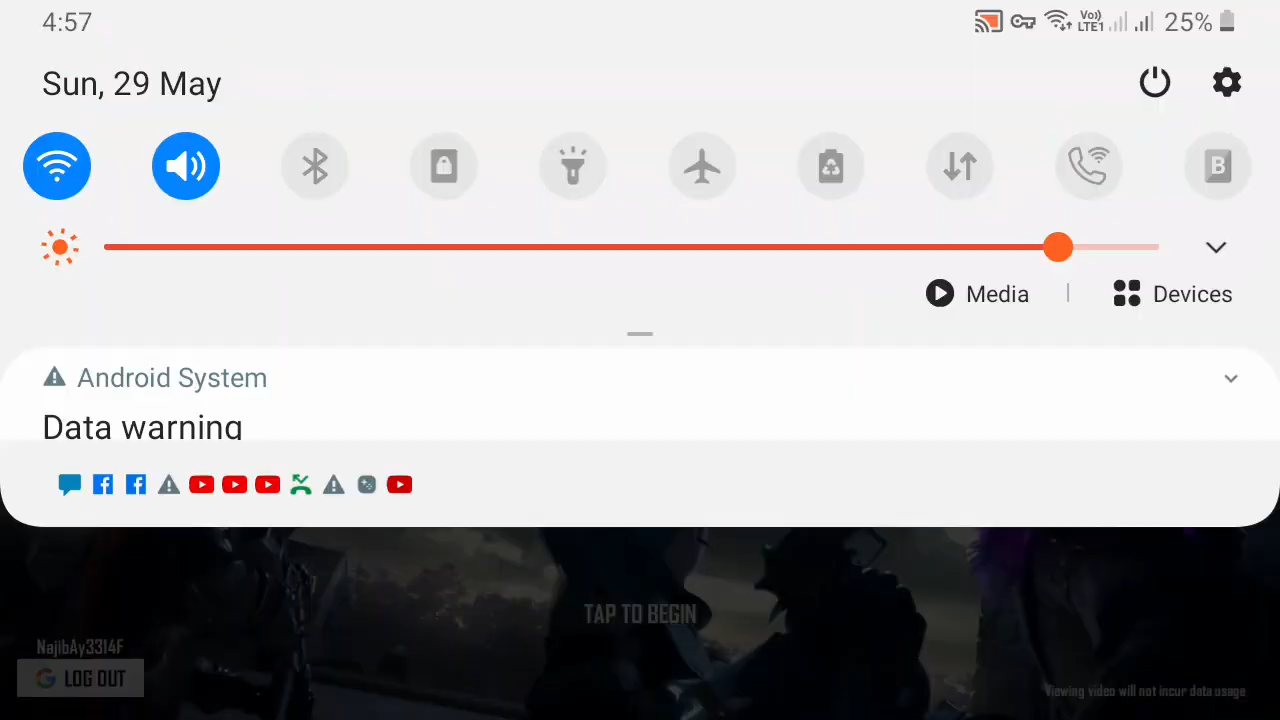 4:57
Vo)) LTE1 25%
Sun, 29 May
B
Media | Devices
Android System
Data warning
TAP TO BEGIN
NajibAy3314F
LOG OUT
Viewing video will not incur data usage